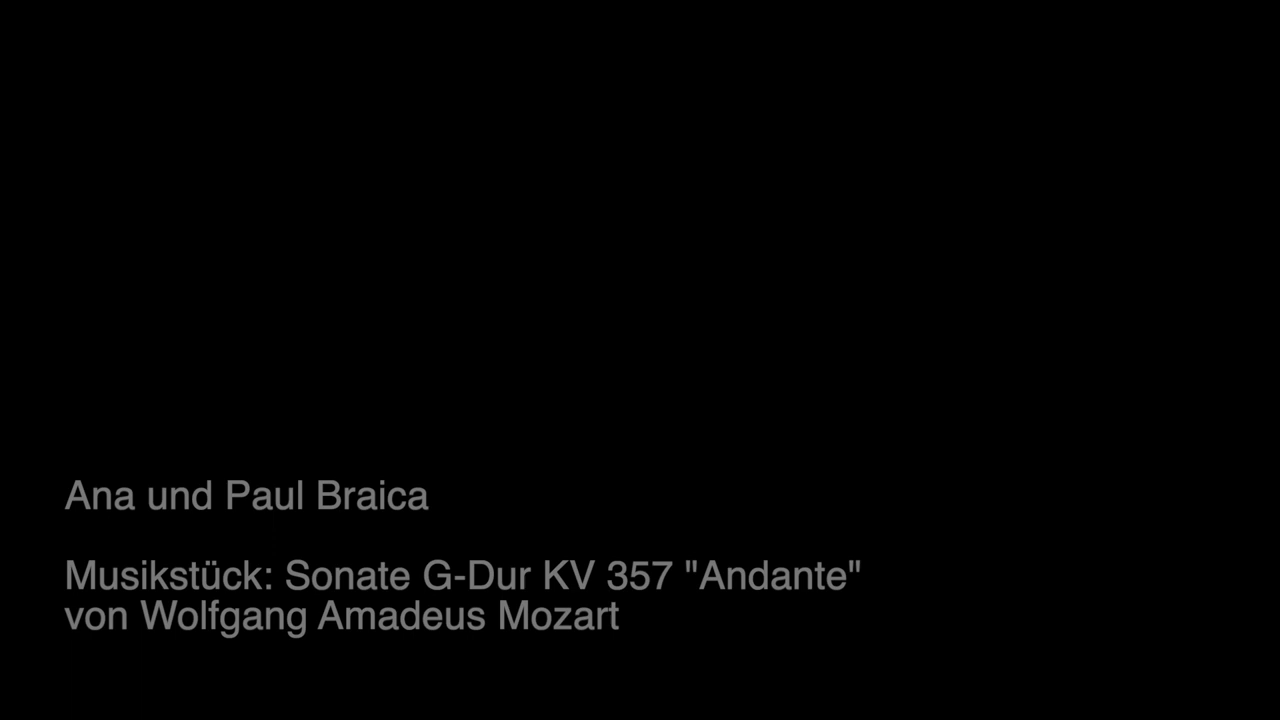 Ana und Paul Braica
Musikstück: Sonate G-Dur KV 357 "Andante"
von Wolfgang Amadeus Mozart